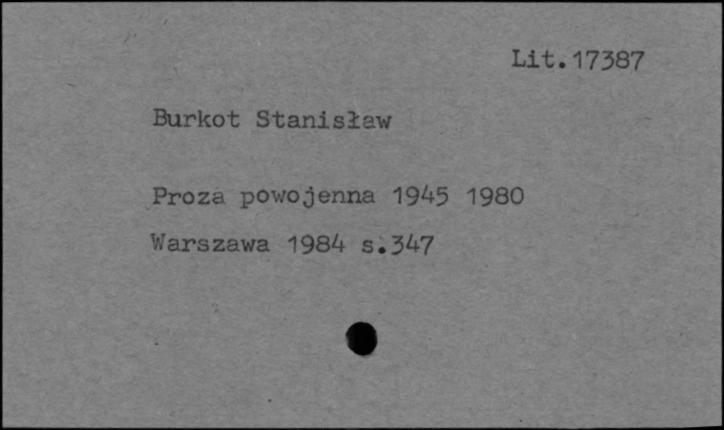 Lit.17387
Burkot Stanisław
Proza powojenna 1945 1980
Warszawa 1984 s.347